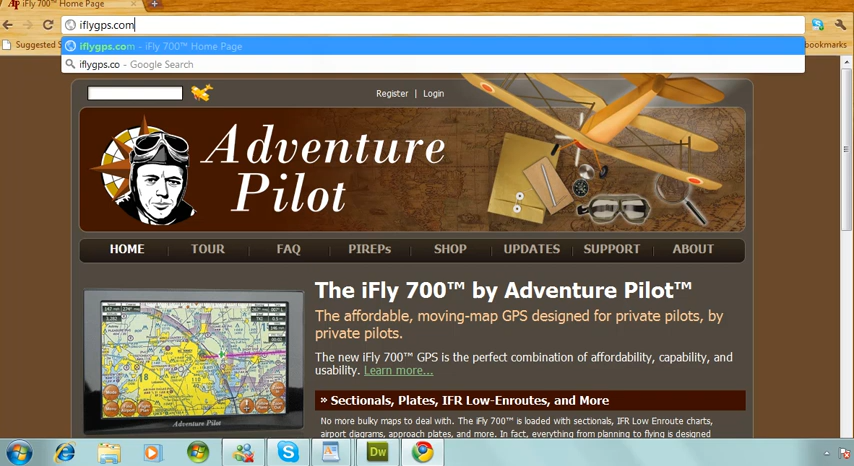 iFly 700™ Home Page
iflygps.com
Suggested S
bookmarks
iflygps.com - iFly 700™ Home Page
iflygps.co - Google Search
Register | Login
Adventure
Pilot
HOME
TOUR
FAQ
PIREPs
SHOP
UPDATES
SUPPORT
ABOUT
The iFly 700™ by Adventure Pilot™
The affordable, moving-map GPS designed for private pilots, by
private pilots.
The new iFly 700™ GPS is the perfect combination of affordability, capability, and
usability. Learn more...
» Sectionals, Plates, IFR Low-Enroutes, and More
No more bulky maps to deal with. The iFly 700™ is loaded with sectionals, IFR Low Enroute charts,
airport diagrams, approach plates, and more. In fact, everything from planning to flying is designed
Adventure Pilot
Dw